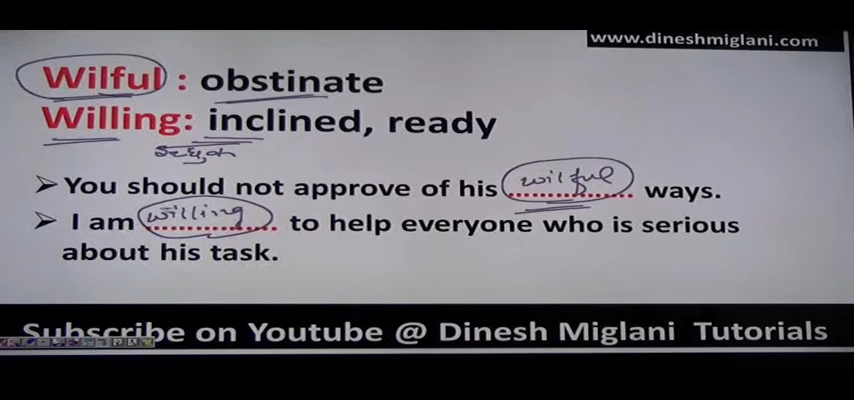 www.dineshmiglani.com
Wilful : obstinate
Willing: inclined, ready
➢ You should not approve of his wilful ways.
➢ I am willing to help everyone who is serious
about his task.
Subscribe on Youtube @ Dinesh Miglani Tutorials